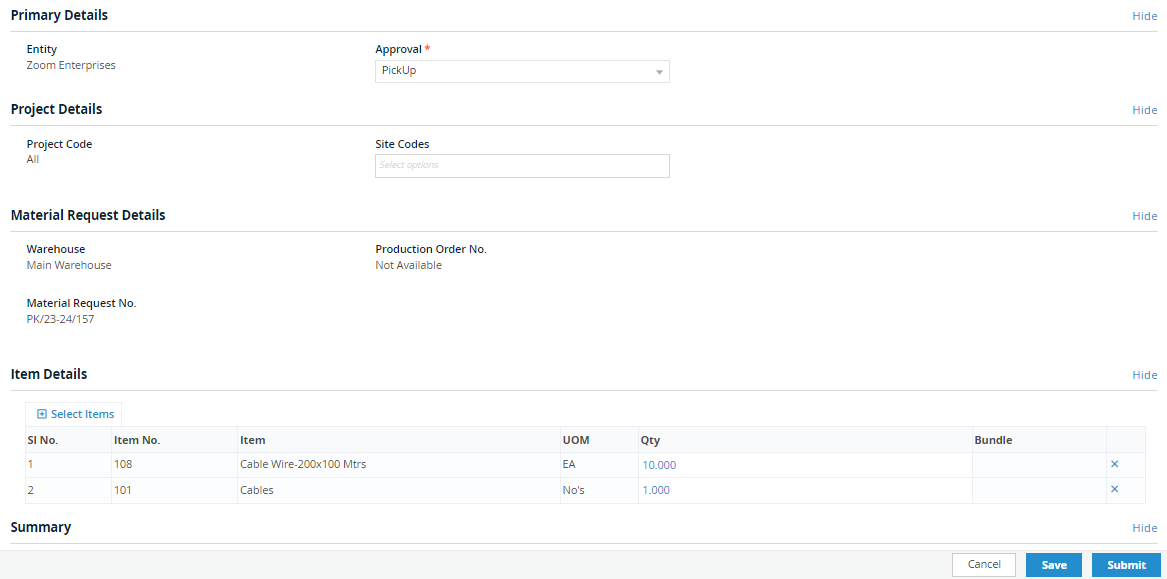 Primary Details Hide
Entity Approval *
Zoom Enterprises PickUp
Project Details Hide
Project Code Site Codes
All Select options
Material Request Details Hide
Warehouse Production Order No.
Main Warehouse Not Available
Material Request No.
PK/23-24/157
Item Details Hide
Select Items
Sl No. Item No. Item UOM Qty Bundle
1 108 Cable Wire-200x100 Mtrs EA 10.000 ×
2 101 Cables No's 1.000 ×
Summary Hide
Cancel Save Submit